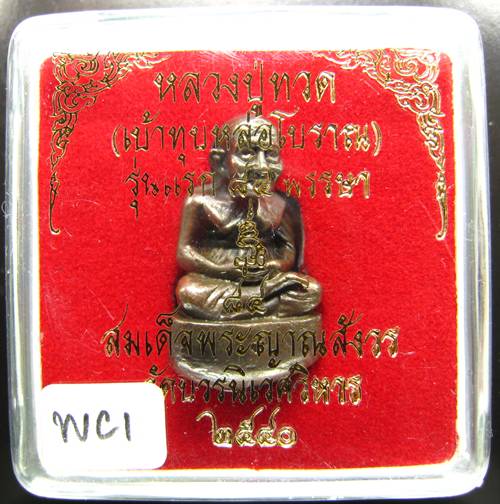 หลวงปู่ทวด
(เบ้าทุบหล่อโบราณ)
รุ่นแรก ๘๔ พรรษา
๘๔
สมเด็จพระญาณสังวร
วัดบวรนิเวศวิหาร
๒๕๔๐
WC1